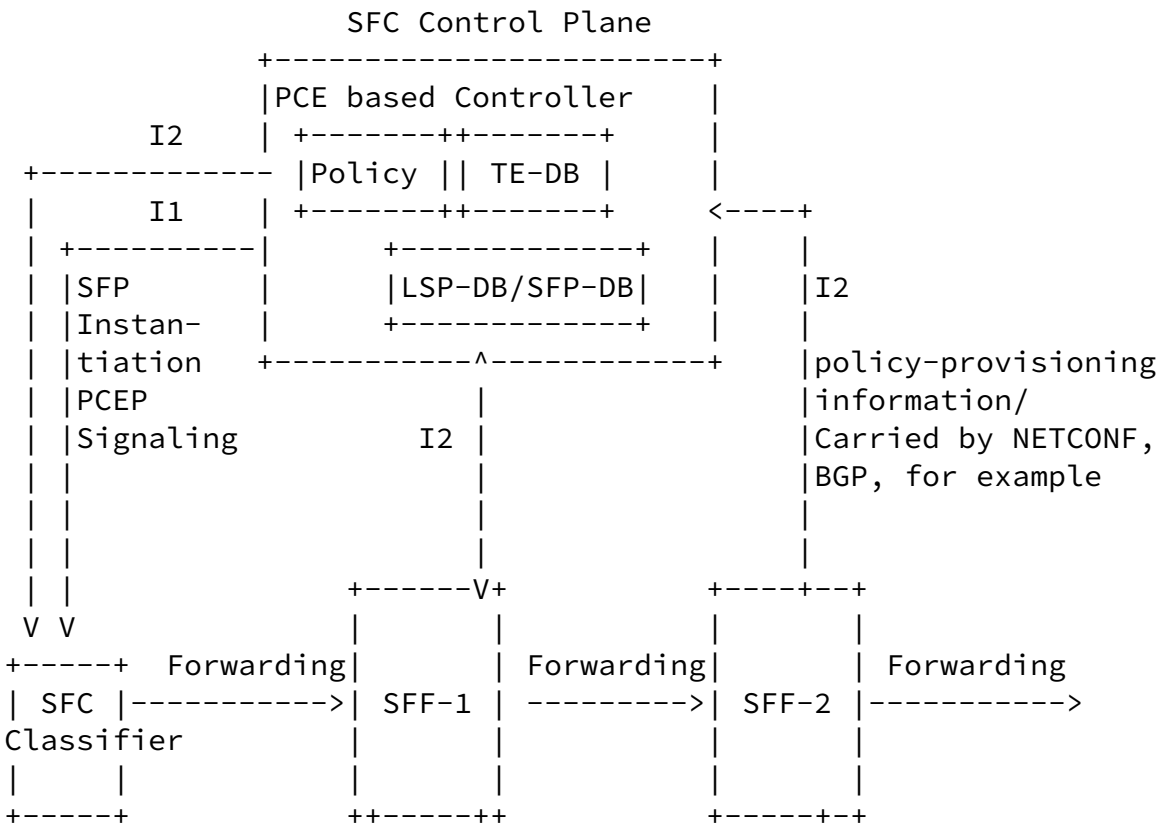 SFC Control Plane
PCE based Controller
I2
Policy TE-DB
I1
SFP LSP-DB/SFP-DB I2
Instan-
tiation policy-provisioning
PCEP information/
Signaling I2 Carried by NETCONF,
BGP, for example
V
V V
Forwarding Forwarding Forwarding
SFC SFF-1 SFF-2
Classifier